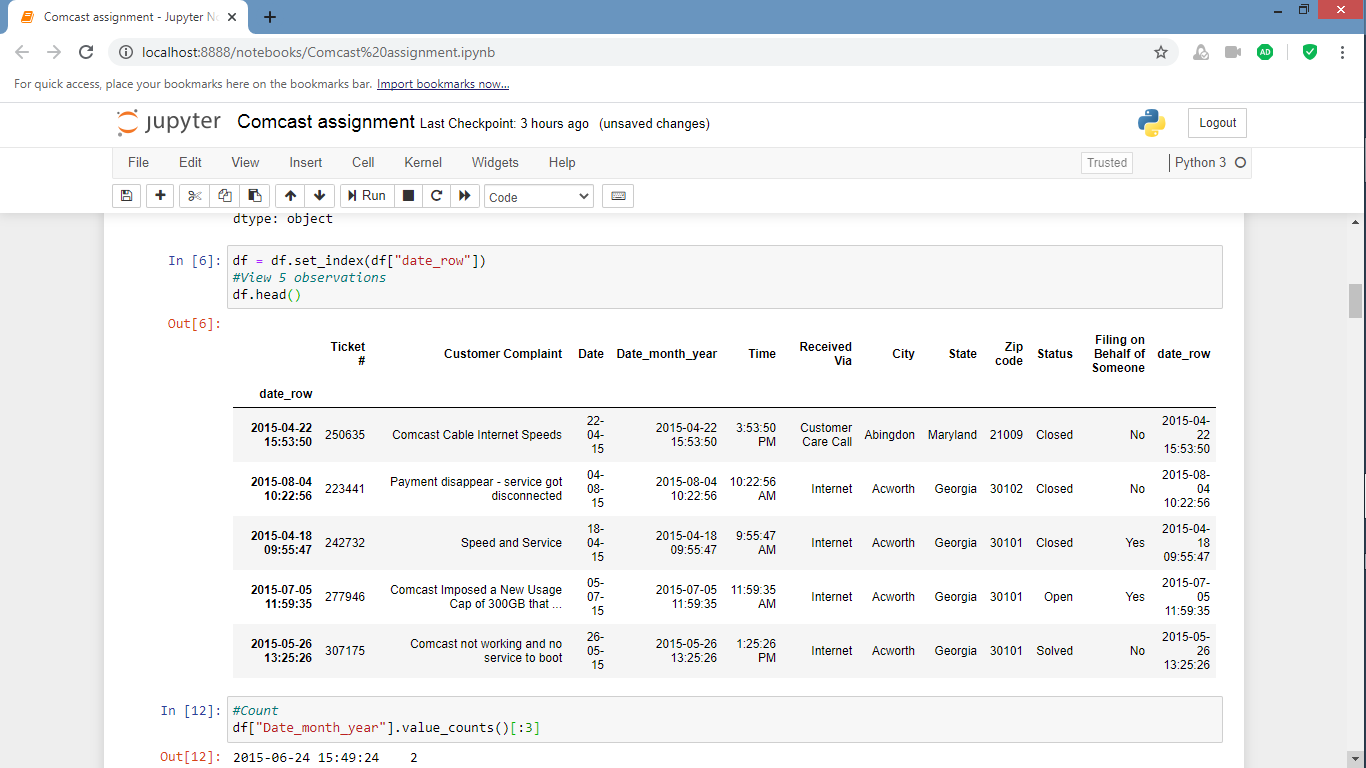 Comcast assignment - Jupyter No
localhost:8888/notebooks/Comcast%20assignment.ipynb
AD
For quick access, place your bookmarks here on the bookmarks bar. Import bookmarks now...
jupyter Comcast assignment Last Checkpoint: 3 hours ago (unsaved changes)
Logout
File Edit View Insert Cell Kernel Widgets Help
Trusted Python 3
Run Code
dtype: object
In [6]: df = df.set_index(df["date_row"])
#View 5 observations
df.head()
Out[6]:
Ticket # Customer Complaint Date Date_month_year Time Received Via City State Zip code Status Filing on Behalf of Someone date_row
date_row
2015-04-22 15:53:50 250635 Comcast Cable Internet Speeds 22-04-15 2015-04-22 15:53:50 3:53:50 PM Customer Care Call Abingdon Maryland 21009 Closed No 2015-04-22 15:53:50
2015-08-04 10:22:56 223441 Payment disappear - service got disconnected 04-08-15 2015-08-04 10:22:56 10:22:56 AM Internet Acworth Georgia 30102 Closed No 2015-08-04 10:22:56
2015-04-18 09:55:47 242732 Speed and Service 18-04-15 2015-04-18 09:55:47 9:55:47 AM Internet Acworth Georgia 30101 Closed Yes 2015-04-18 09:55:47
2015-07-05 11:59:35 277946 Comcast Imposed a New Usage Cap of 300GB that ... 05-07-15 2015-07-05 11:59:35 11:59:35 AM Internet Acworth Georgia 30101 Open Yes 2015-07-05 11:59:35
2015-05-26 13:25:26 307175 Comcast not working and no service to boot 26-05-15 2015-05-26 13:25:26 1:25:26 PM Internet Acworth Georgia 30101 Solved No 2015-05-26 13:25:26
In [12]: #Count
df["Date_month_year"].value_counts()[:3]
Out[12]: 2015-06-24 15:49:24 2